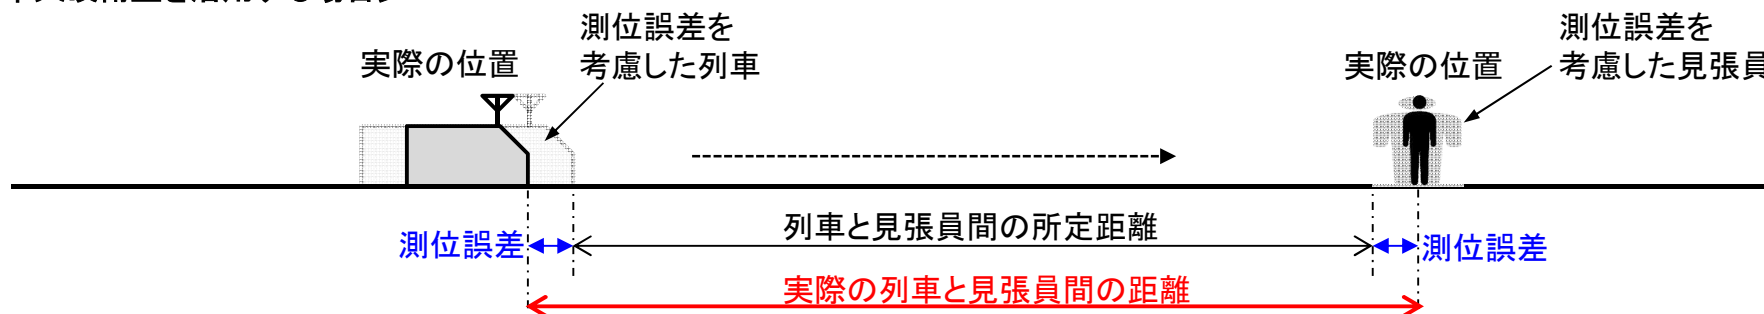 測位誤差を
考慮した列車
実際の位置
測位誤差を
考慮した見張員
実際の位置
列車と見張員間の所定距離
測位誤差
測位誤差
実際の列車と見張員間の距離